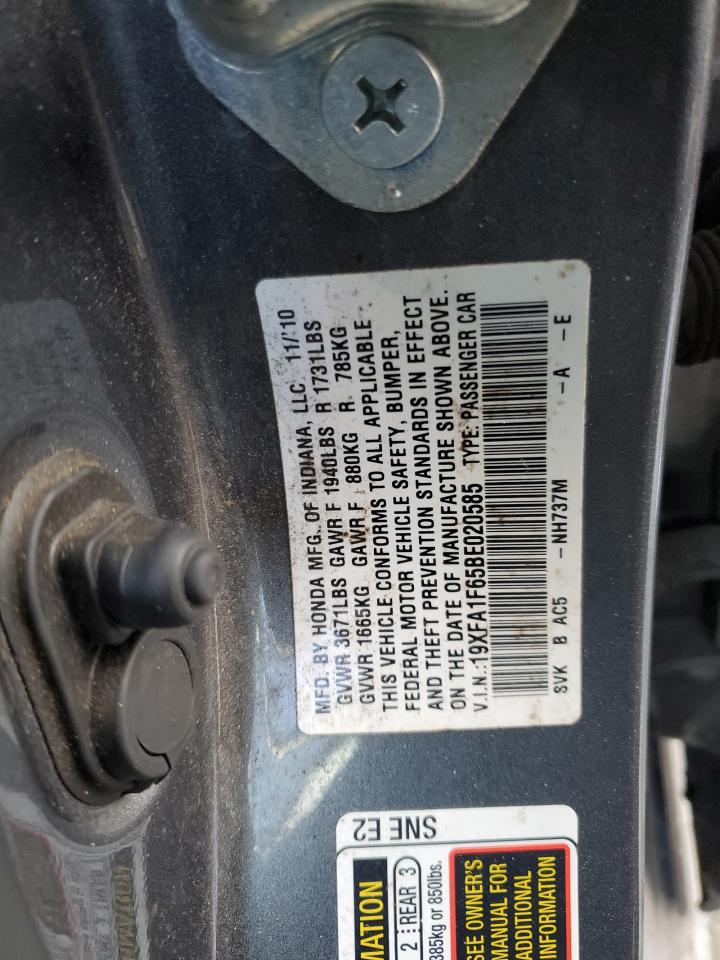 MFD. BY HONDA MFG. OF INDIANA, LLC 11/'10
GVWR 3671LBS GAWR F 1940LBS R 1731LBS
GVWR 1665KG GAWR F 880KG R. 785KG
THIS VEHICLE CONFORMS TO ALL APPLICABLE
FEDERAL MOTOR VEHICLE SAFETY, BUMPER,
AND THEFT PREVENTION STANDARDS IN EFFECT
ON THE DATE OF MANUFACTURE SHOWN ABOVE.
V.I.N.:19XFA1F65BE020585 TYPE: PASSENGER CAR
SVK B AC5 - NH737M -A -E
SNE E2
MATION
2 REAR 3
385kg or 850lbs.
SEE OWNER'S
MANUAL FOR
ADDITIONAL
INFORMATION